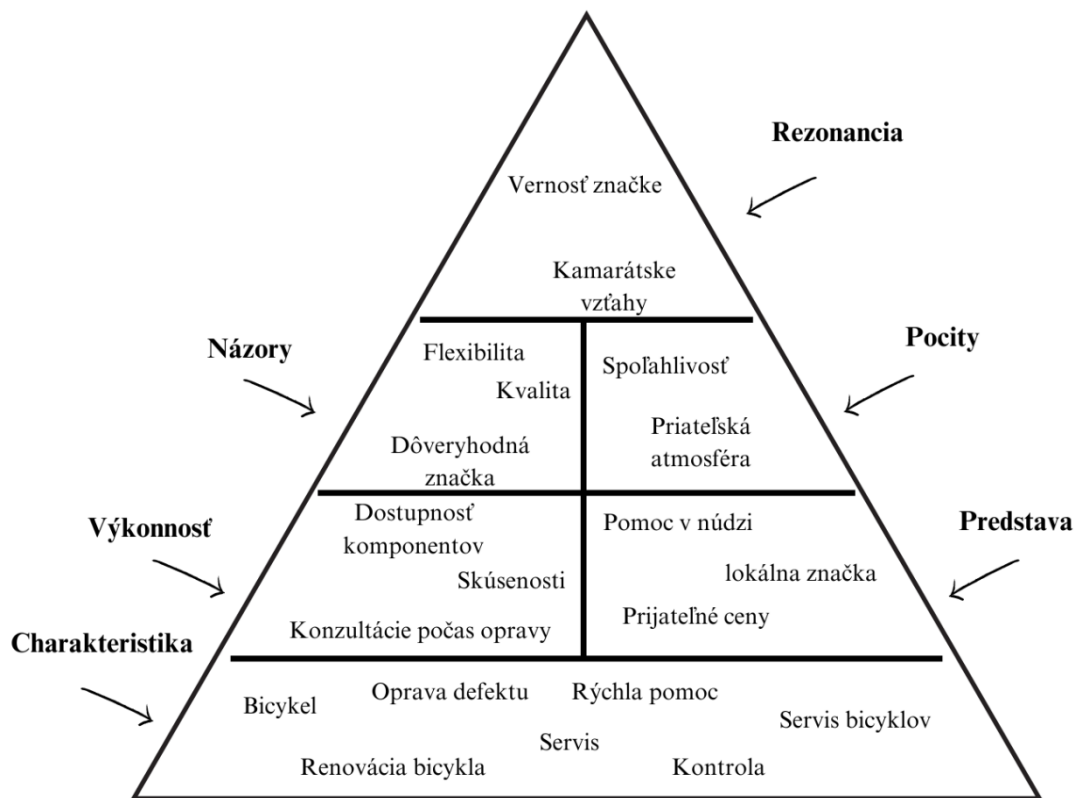 Rezonancia
Vernosť značke
Kamarátske
vzťahy
Názory
Pocity
Flexibilita
Kvalita
Dôveryhodná
značka
Spoľahlivosť
Priateľská
atmosféra
Výkonnosť
Predstava
Dostupnosť
komponentov
Skúsenosti
Konzultácie počas opravy
Pomoc v núdzi
lokálna značka
Prijateľné ceny
Charakteristika
Bicykel
Oprava defektu
Rýchla pomoc
Servis bicyklov
Servis
Renovácia bicykla
Kontrola